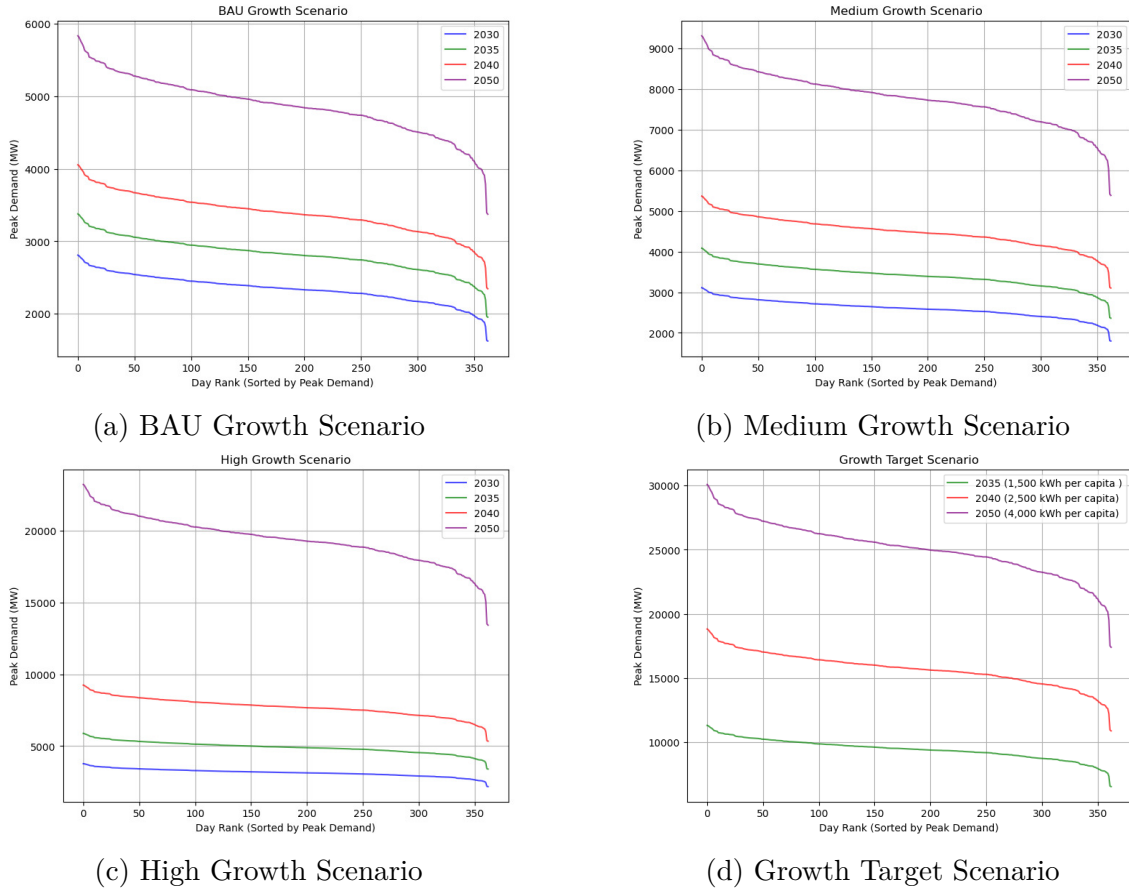 BAU Growth Scenario
6000
5000
4000
3000
2000
Peak Demand (MW)
2030
2035
2040
2050
0 50 100 150 200 250 300 350
Day Rank (Sorted by Peak Demand)
(a) BAU Growth Scenario
Medium Growth Scenario
9000
8000
7000
6000
5000
4000
3000
2000
Peak Demand (MW)
2030
2035
2040
2050
0 50 100 150 200 250 300 350
Day Rank (Sorted by Peak Demand)
(b) Medium Growth Scenario
High Growth Scenario
20000
15000
10000
5000
Peak Demand (MW)
2030
2035
2040
2050
0 50 100 150 200 250 300 350
Day Rank (Sorted by Peak Demand)
(c) High Growth Scenario
Growth Target Scenario
30000
25000
20000
15000
10000
Peak Demand (MW)
2035 (1,500 kWh per capita )
2040 (2,500 kWh per capita)
2050 (4,000 kWh per capita)
0 50 100 150 200 250 300 350
Day Rank (Sorted by Peak Demand)
(d) Growth Target Scenario